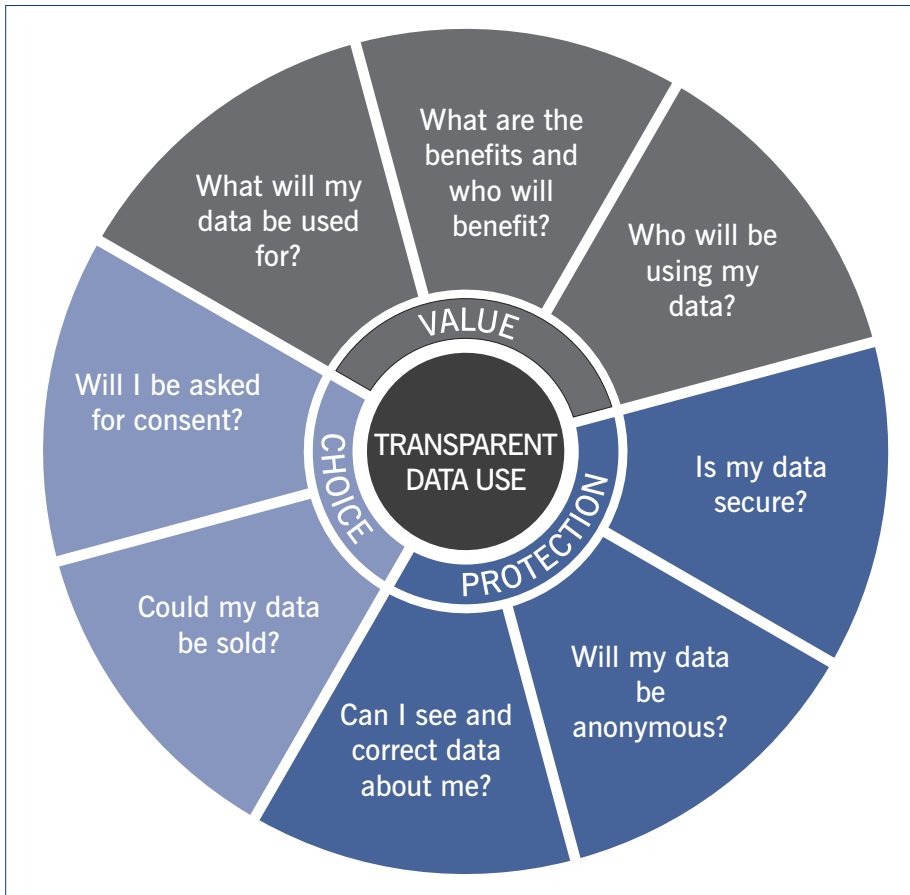 What are the
benefits and
who will
benefit?
Who will be
using my
data?
Is my data
secure?
Will my data
be
anonymous?
Can I see and
correct data
about me?
Could my data
be sold?
Will I be asked
for consent?
What will my
data be used
for?
VALUE
PROTECTION
CHOICE
TRANSPARENT
DATA USE